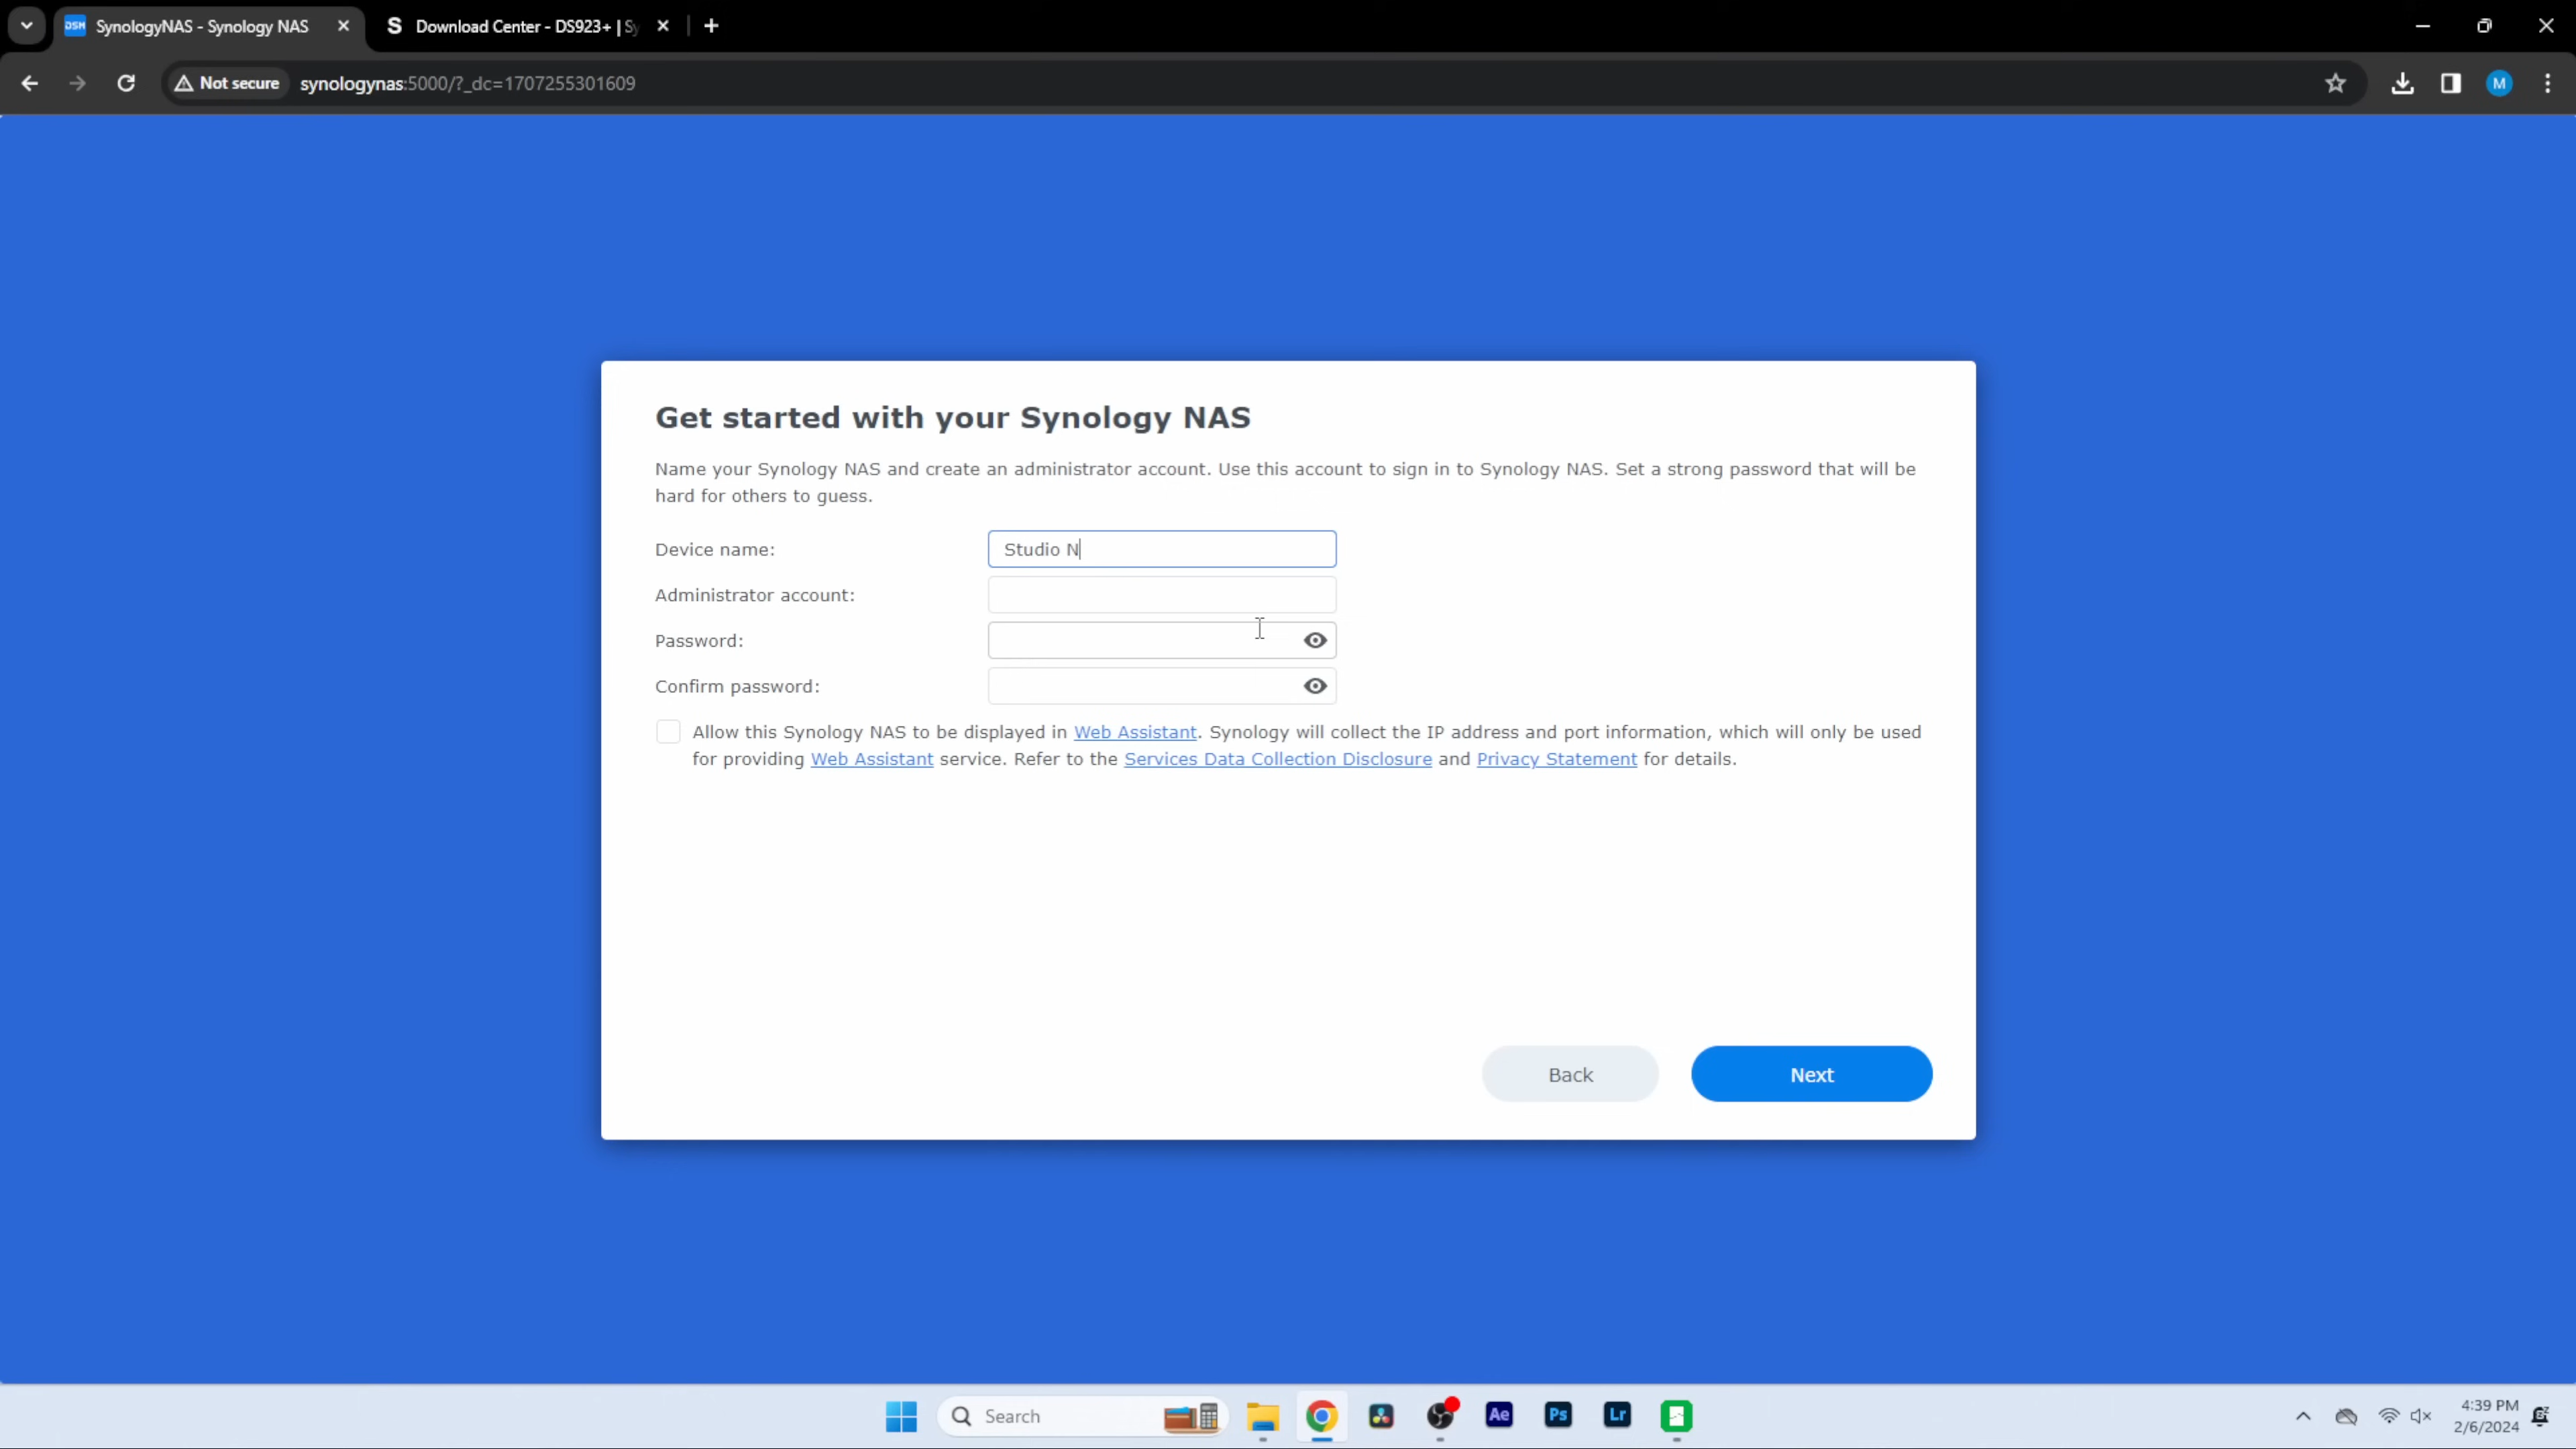 SynologyNAS - Synology NAS
Download Center - DS923+ | Sy
Not secure
synologynas:5000/?_dc=1707255301609
M
Get started with your Synology NAS
Name your Synology NAS and create an administrator account. Use this account to sign in to Synology NAS. Set a strong password that will be
hard for others to guess.
Device name:
Studio N
Administrator account:
Password:
Confirm password:
Allow this Synology NAS to be displayed in Web Assistant. Synology will collect the IP address and port information, which will only be used
for providing Web Assistant service. Refer to the Services Data Collection Disclosure and Privacy Statement for details.
Back
Next
Search
Ae
Ps
Lr
4:39 PM
2/6/2024